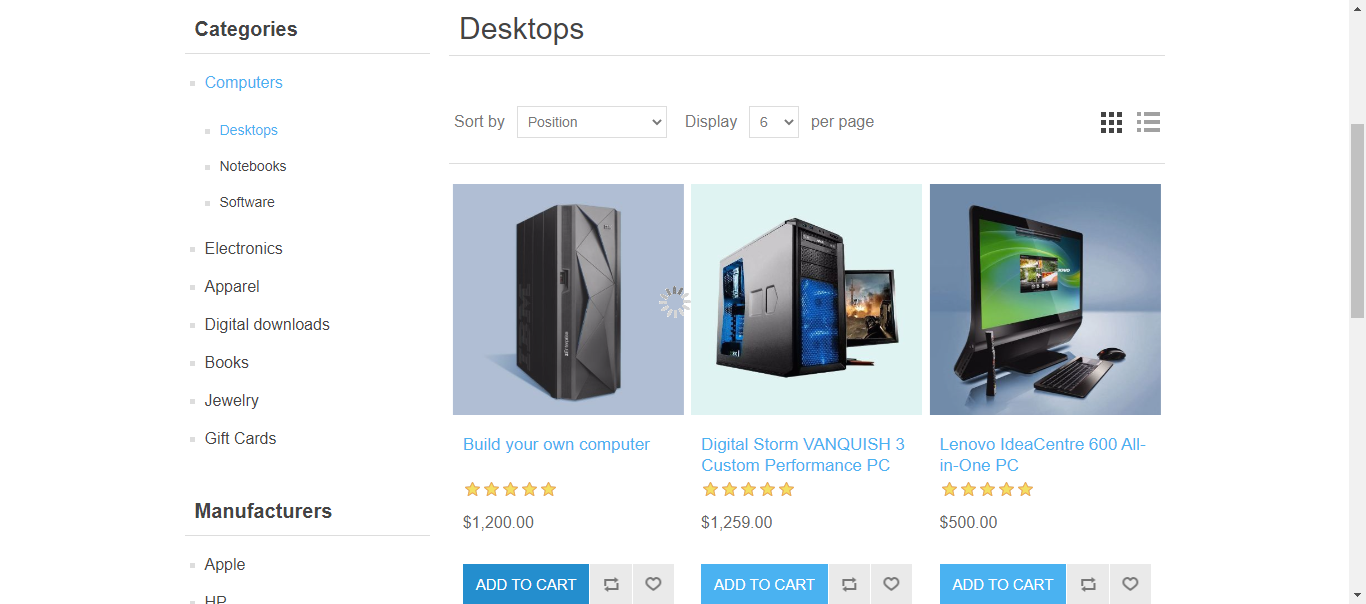 Categories
Computers
Desktops
Notebooks
Software
Electronics
Apparel
Digital downloads
Books
Jewelry
Gift Cards
Manufacturers
Apple
HP
Desktops
Sort by Position Display 6 per page
Build your own computer
$1,200.00
ADD TO CART
Digital Storm VANQUISH 3
Custom Performance PC
$1,259.00
ADD TO CART
Lenovo IdeaCentre 600 All-
in-One PC
$500.00
ADD TO CART